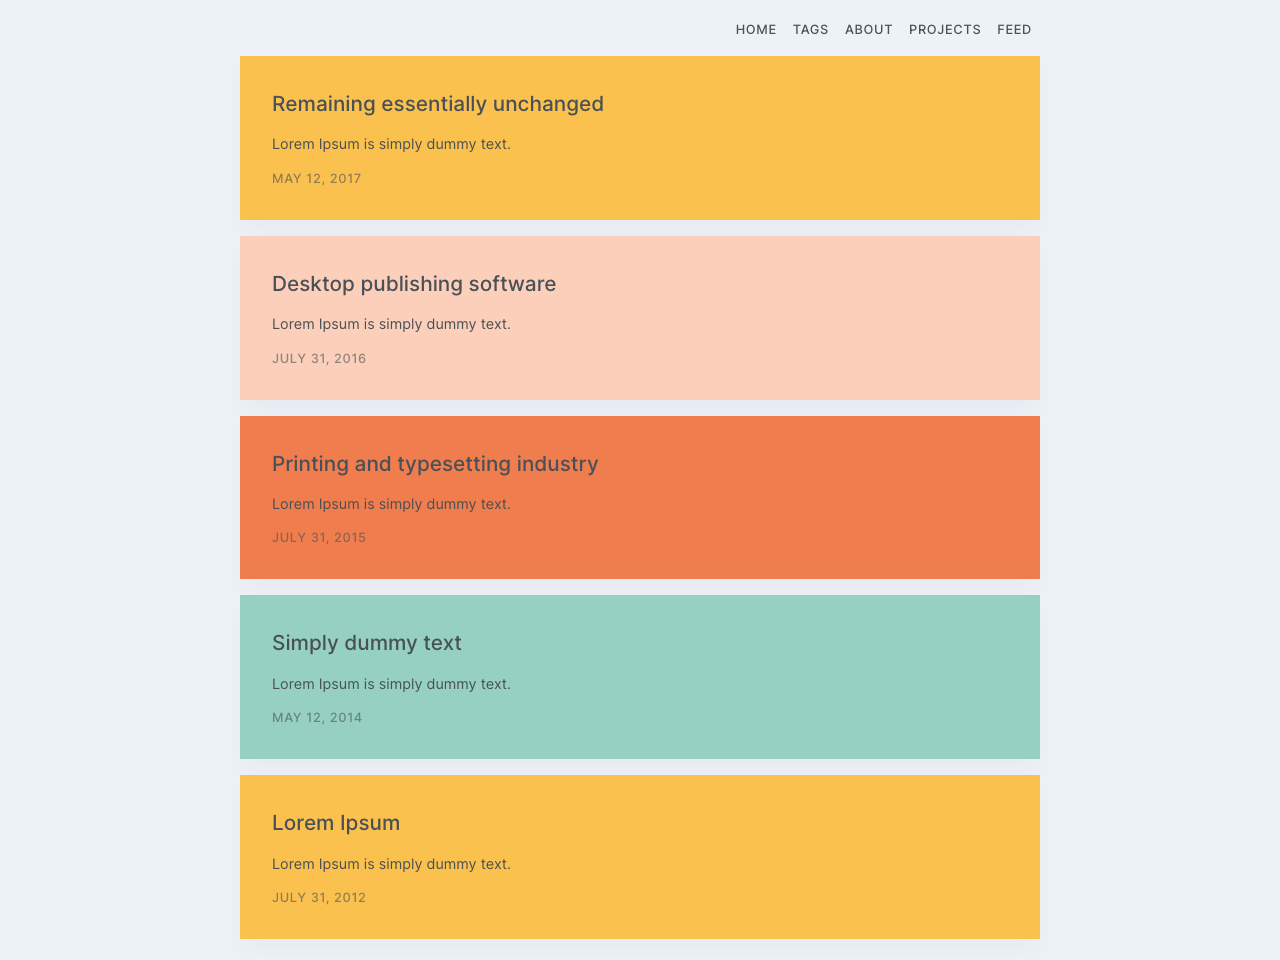 HOME TAGS ABOUT PROJECTS FEED
Remaining essentially unchanged
Lorem Ipsum is simply dummy text.
MAY 12, 2017
Desktop publishing software
Lorem Ipsum is simply dummy text.
JULY 31, 2016
Printing and typesetting industry
Lorem Ipsum is simply dummy text.
JULY 31, 2015
Simply dummy text
Lorem Ipsum is simply dummy text.
MAY 12, 2014
Lorem Ipsum
Lorem Ipsum is simply dummy text.
JULY 31, 2012